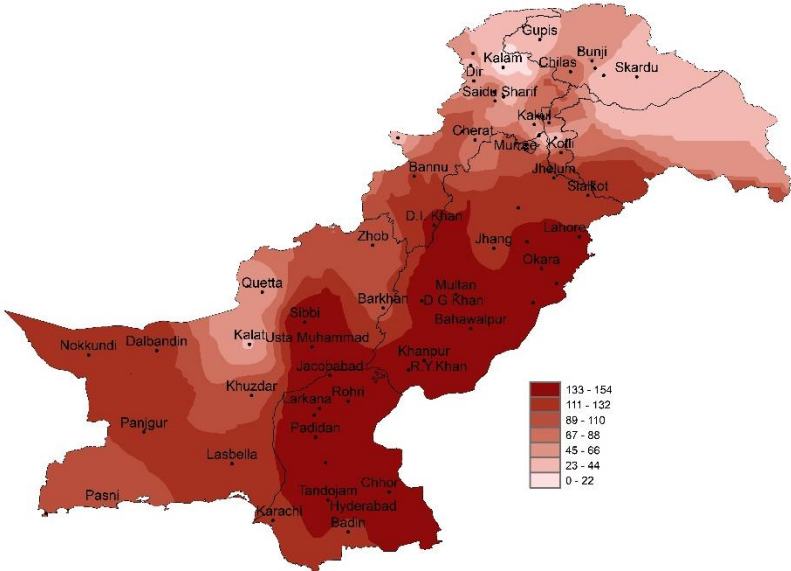 Gupis
Bunji
Kalam
Chilas
Skardu
Dir
Saidu Sharif
Kakul
Cherat
Murree
Kotli
Bannu
Jhelum
Sialkot
D.I. Khan
Lahore
Zhob
Jhang
Okara
Quetta
Multan
Barkhan
D.G.Khan
Sibbi
Bahawalpur
Kalat
Usta Muhammad
Nokkundi
Dalbandin
Khanpur
Jacobabad
R.Y.Khan
Khuzdar
Rohri
Larkana
Panjgur
Padidan
Lasbella
Pasni
Chhor
Tandojam
Hyderabad
Karachi
Badin
133 - 154
111 - 132
89 - 110
67 - 88
45 - 66
23 - 44
0 - 22